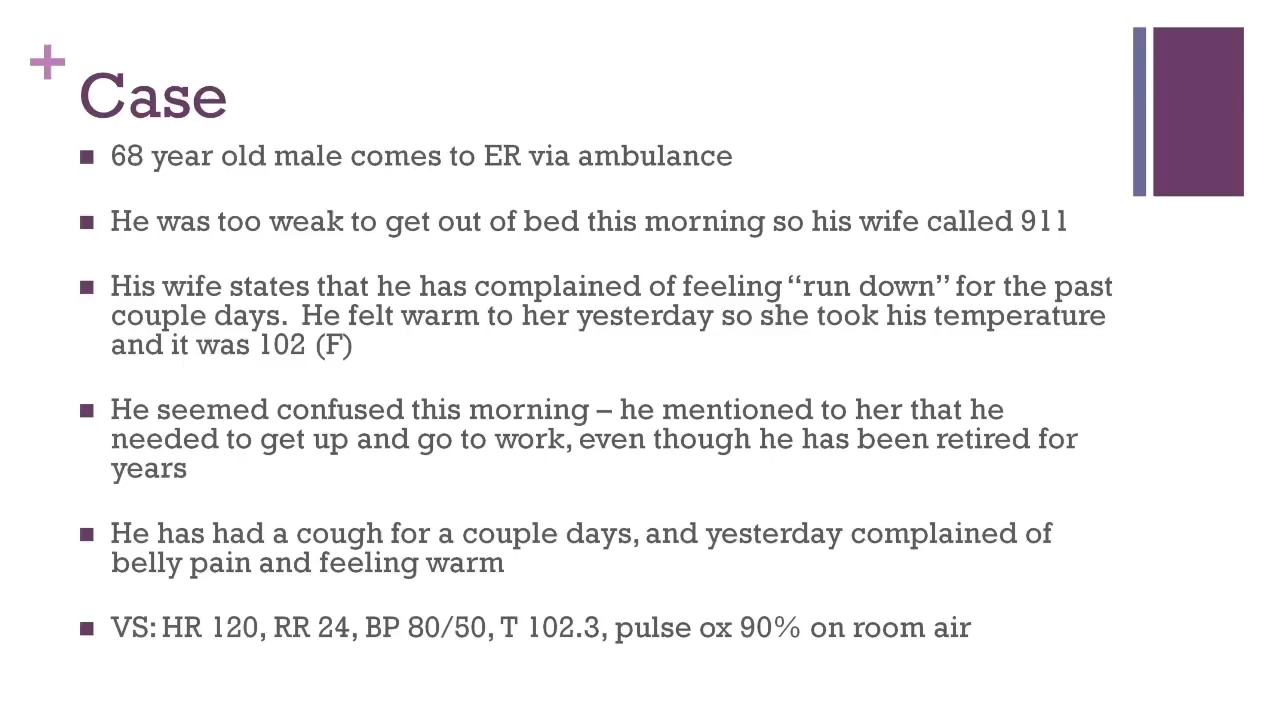 Case
68 year old male comes to ER via ambulance
He was too weak to get out of bed this morning so his wife called 911
His wife states that he has complained of feeling “run down” for the past
couple days.  He felt warm to her yesterday so she took his temperature
and it was 102 (F)
He seemed confused this morning – he mentioned to her that he
needed to get up and go to work, even though he has been retired for
years
He has had a cough for a couple days, and yesterday complained of
belly pain and feeling warm
VS: HR 120, RR 24, BP 80/50, T 102.3, pulse ox 90% on room air